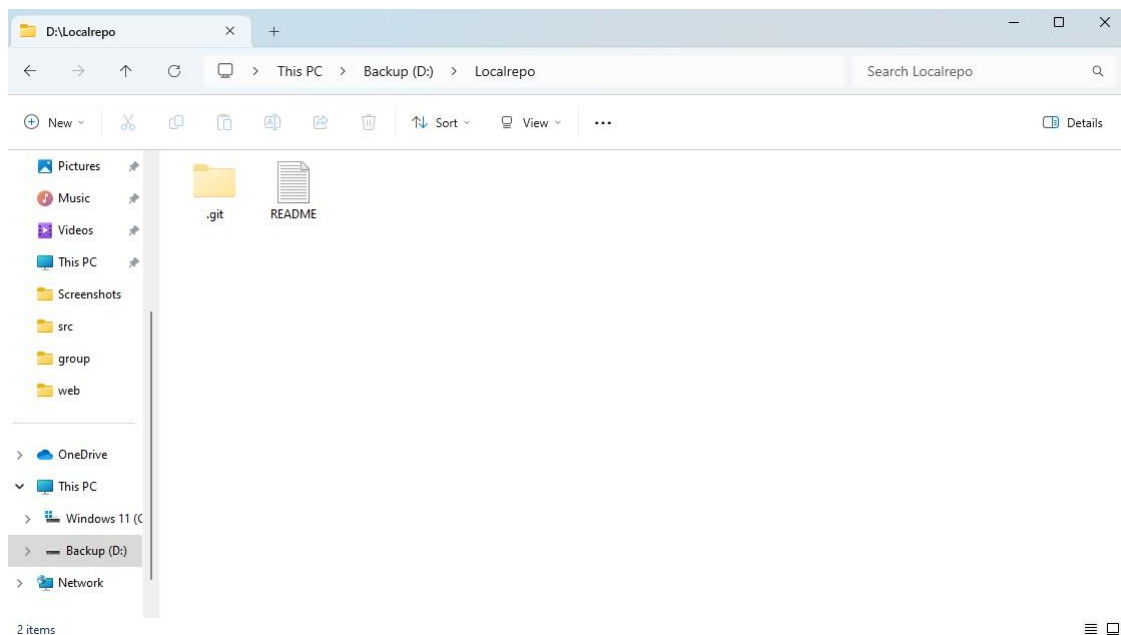 D:\Localrepo
This PC > Backup (D:) > Localrepo
Search Localrepo
New
Sort
View
Details
Pictures
Music
Videos
This PC
Screenshots
src
group
web
OneDrive
This PC
Windows 11 (C
Backup (D:)
Network
.git
README
2 items